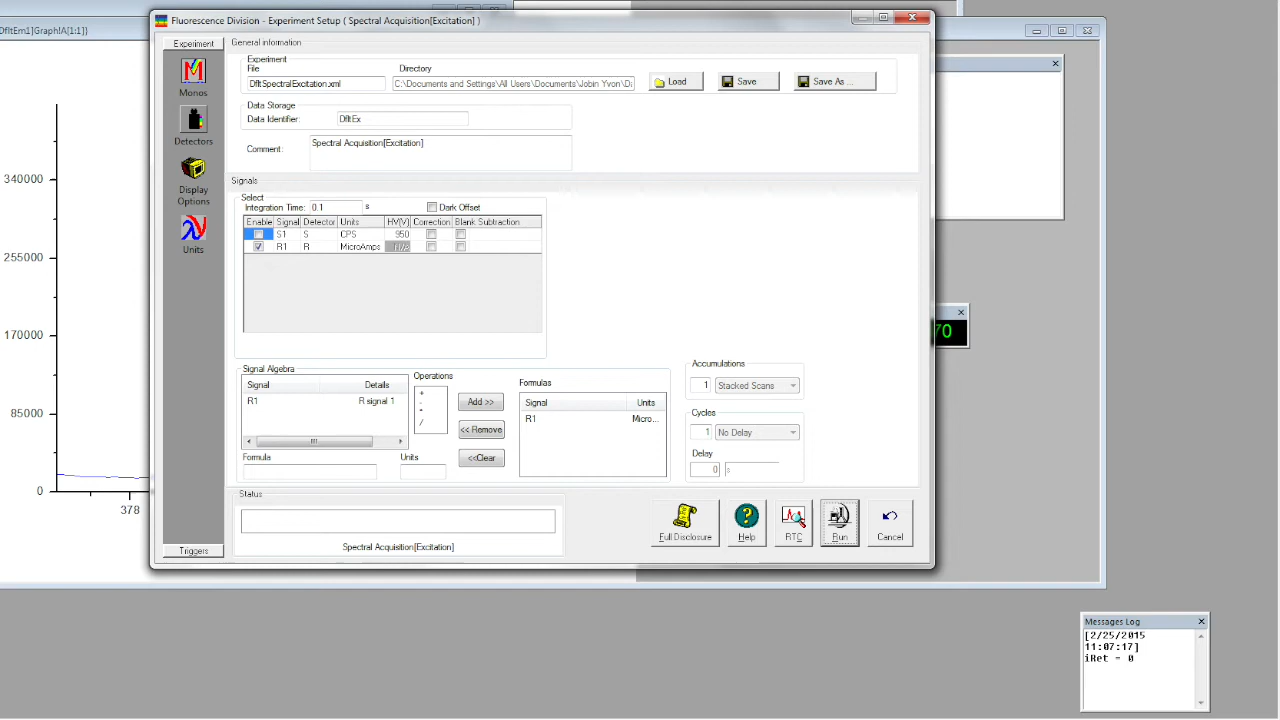 Fluorescence Division - Experiment Setup ( Spectral Acquisition[Excitation] )
Experiment
General information
Experiment
File
Directory
DfltSpectralExcitation.xml
C:\Documents and Settings\All Users\Documents\Jobin Yvon\D
Load
Save
Save As ...
Monos
Data Storage
Data Identifier:
DfltEx
Detectors
Comment:
Spectral Acquisition[Excitation]
Display
Options
Signals
Select
Integration Time:
0.1
s
Dark Offset
Enable Signal Detector Units HV(V) Correction Blank Subtraction
S1 S CPS 950
R1 R MicroAmps N/A
Units
Signal Algebra
Signal Details
R1 R signal 1
Operations
+
-
*
/
Add >>
<< Remove
<<Clear
Formula
Units
Formulas
Signal Units
R1 Micro...
Accumulations
1
Stacked Scans
Cycles
1
No Delay
Delay
0
s
Status
Spectral Acquisition[Excitation]
Full Disclosure
Help
RTC
Run
Cancel
Triggers
340000
255000
170000
85000
0
378
70
Messages Log
[2/25/2015
11:07:17]
iRet = 0